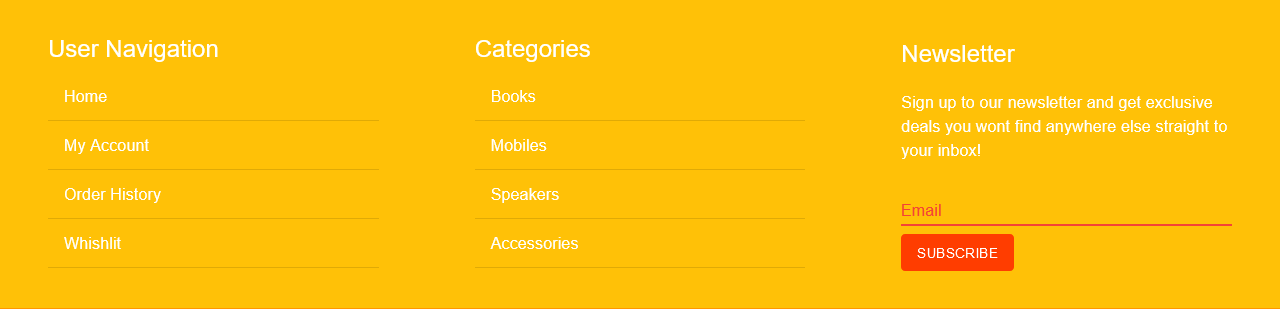 User Navigation
Home
My Account
Order History
Whishlit
Categories
Books
Mobiles
Speakers
Accessories
Newsletter
Sign up to our newsletter and get exclusive
deals you wont find anywhere else straight to
your inbox!
Email
SUBSCRIBE